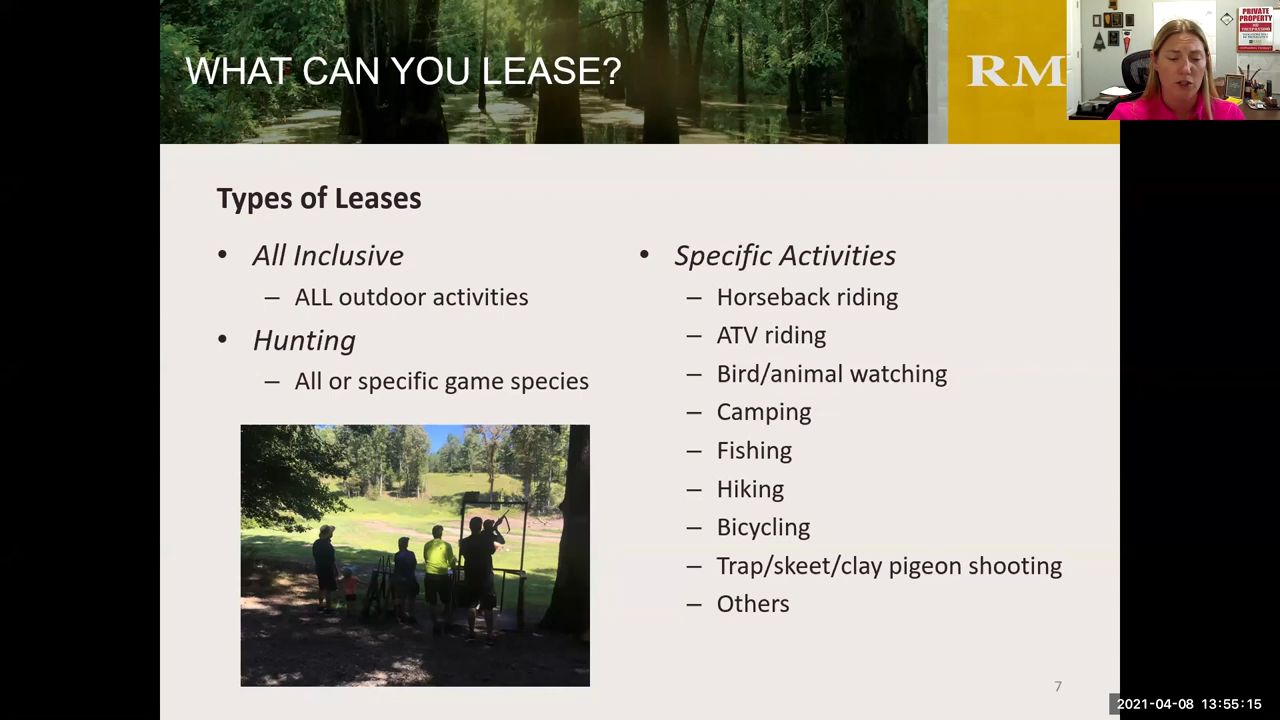 WHAT CAN YOU LEASE?
RM
PRIVATE
PROPERTY
Types of Leases
• All Inclusive
– ALL outdoor activities
• Hunting
– All or specific game species
• Specific Activities
– Horseback riding
– ATV riding
– Bird/animal watching
– Camping
– Fishing
– Hiking
– Bicycling
– Trap/skeet/clay pigeon shooting
– Others
7
2021-04-08 13:55:15